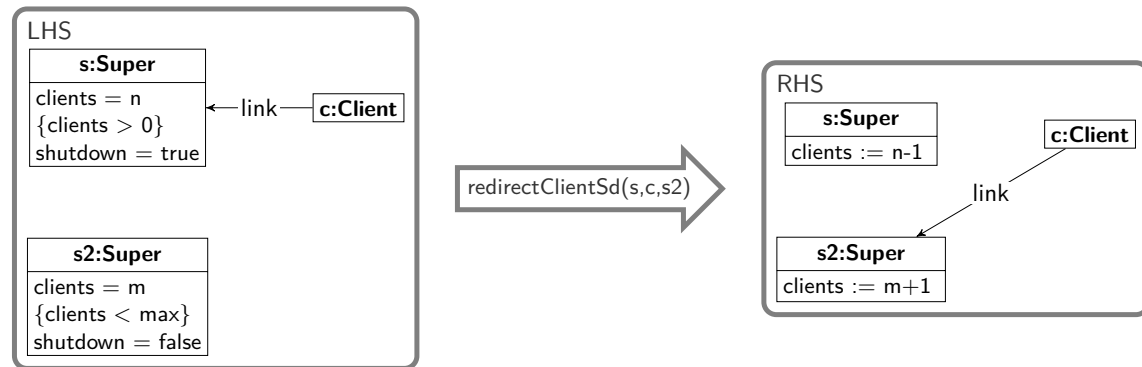 LHS
s:Super
clients = n
{clients > 0}
shutdown = true
link
c:Client
s2:Super
clients = m
{clients < max}
shutdown = false
redirectClientSd(s,c,s2)
RHS
s:Super
clients := n-1
c:Client
link
s2:Super
clients := m+1